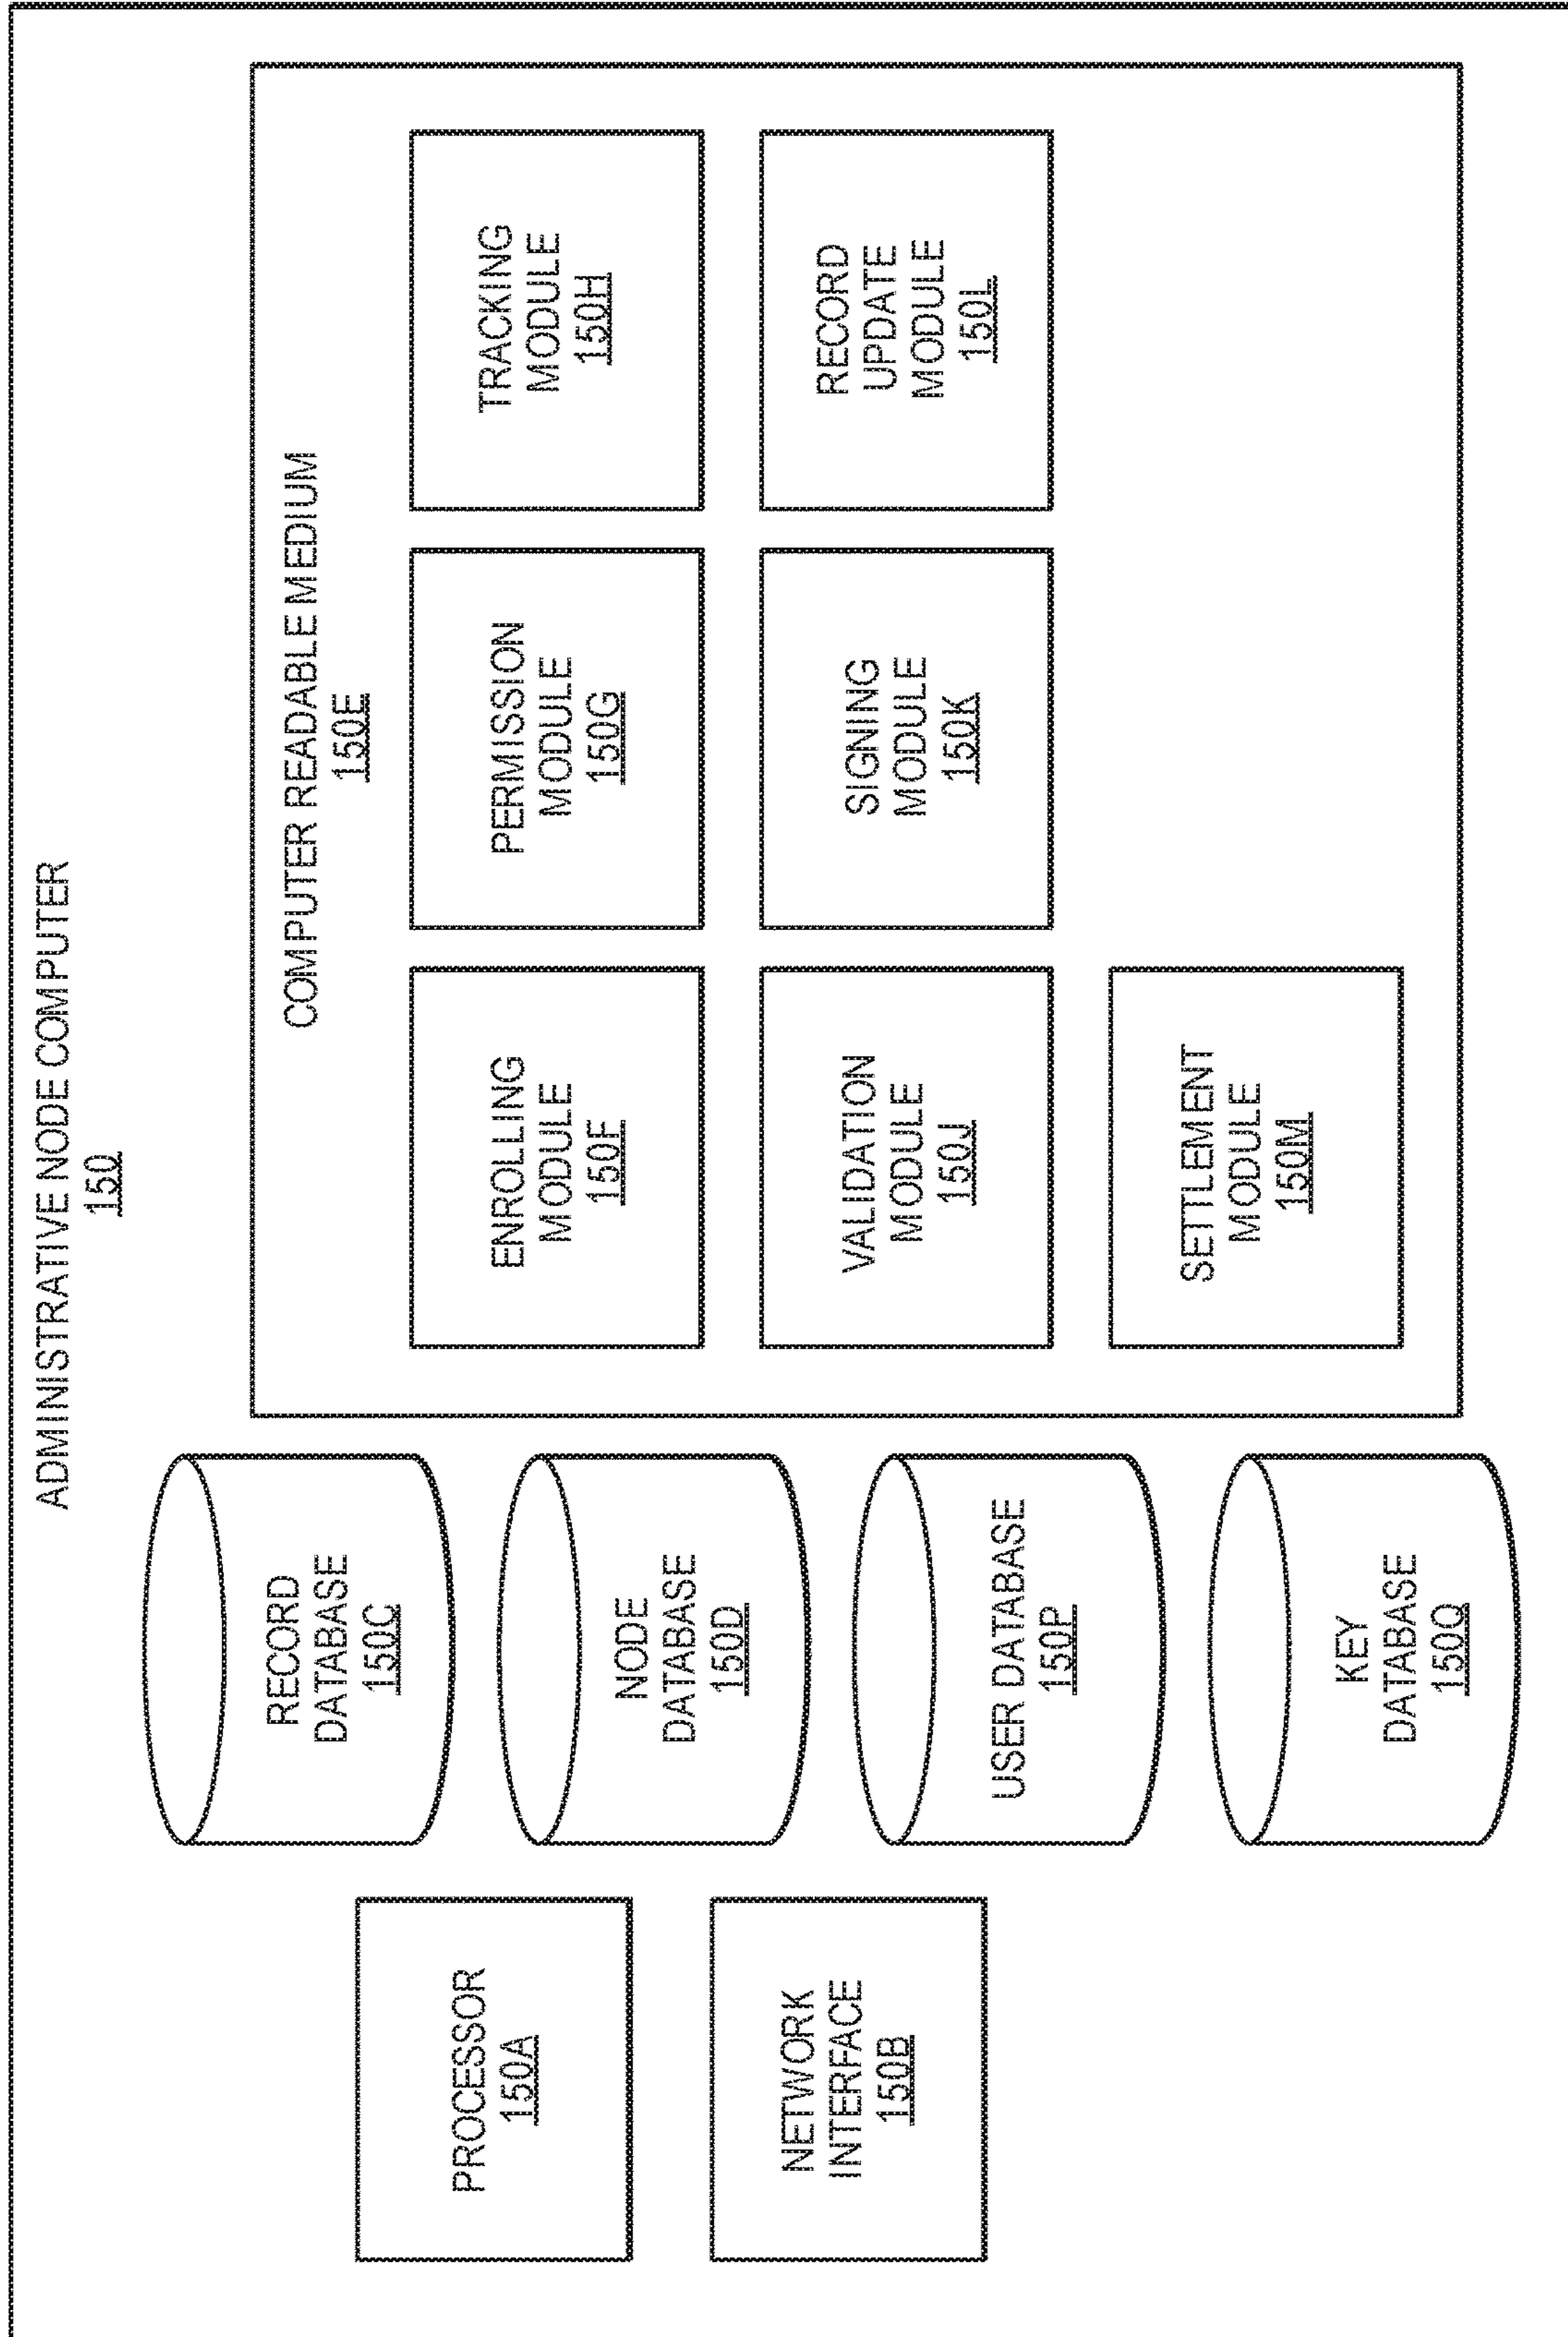 ADMINISTRATIVE NODE COMPUTER
150
PROCESSOR
150A
NETWORK
INTERFACE
150B
RECORD
DATABASE
150C
NODE
DATABASE
150D
USER DATABASE
150P
KEY
DATABASE
150Q
COMPUTER READABLE MEDIUM
150E
ENROLLING
MODULE
150F
PERMISSION
MODULE
150G
TRACKING
MODULE
150H
VALIDATION
MODULE
150J
SIGNING
MODULE
150K
RECORD
UPDATE
MODULE
150L
SETTLEMENT
MODULE
150M